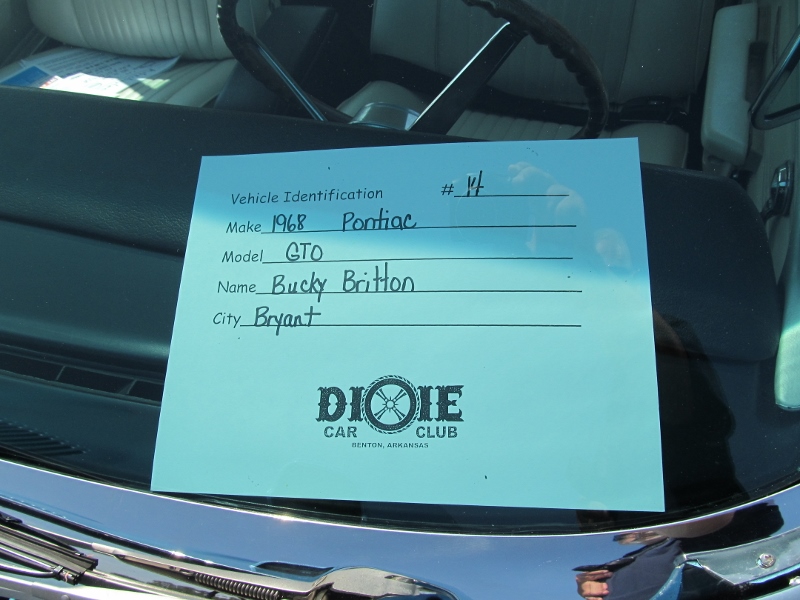 Vehicle Identification # 14
Make 1968 Pontiac
Model GTO
Name Bucky Britton
City Bryant
DIXIE
CAR CLUB
BENTON, ARKANSAS